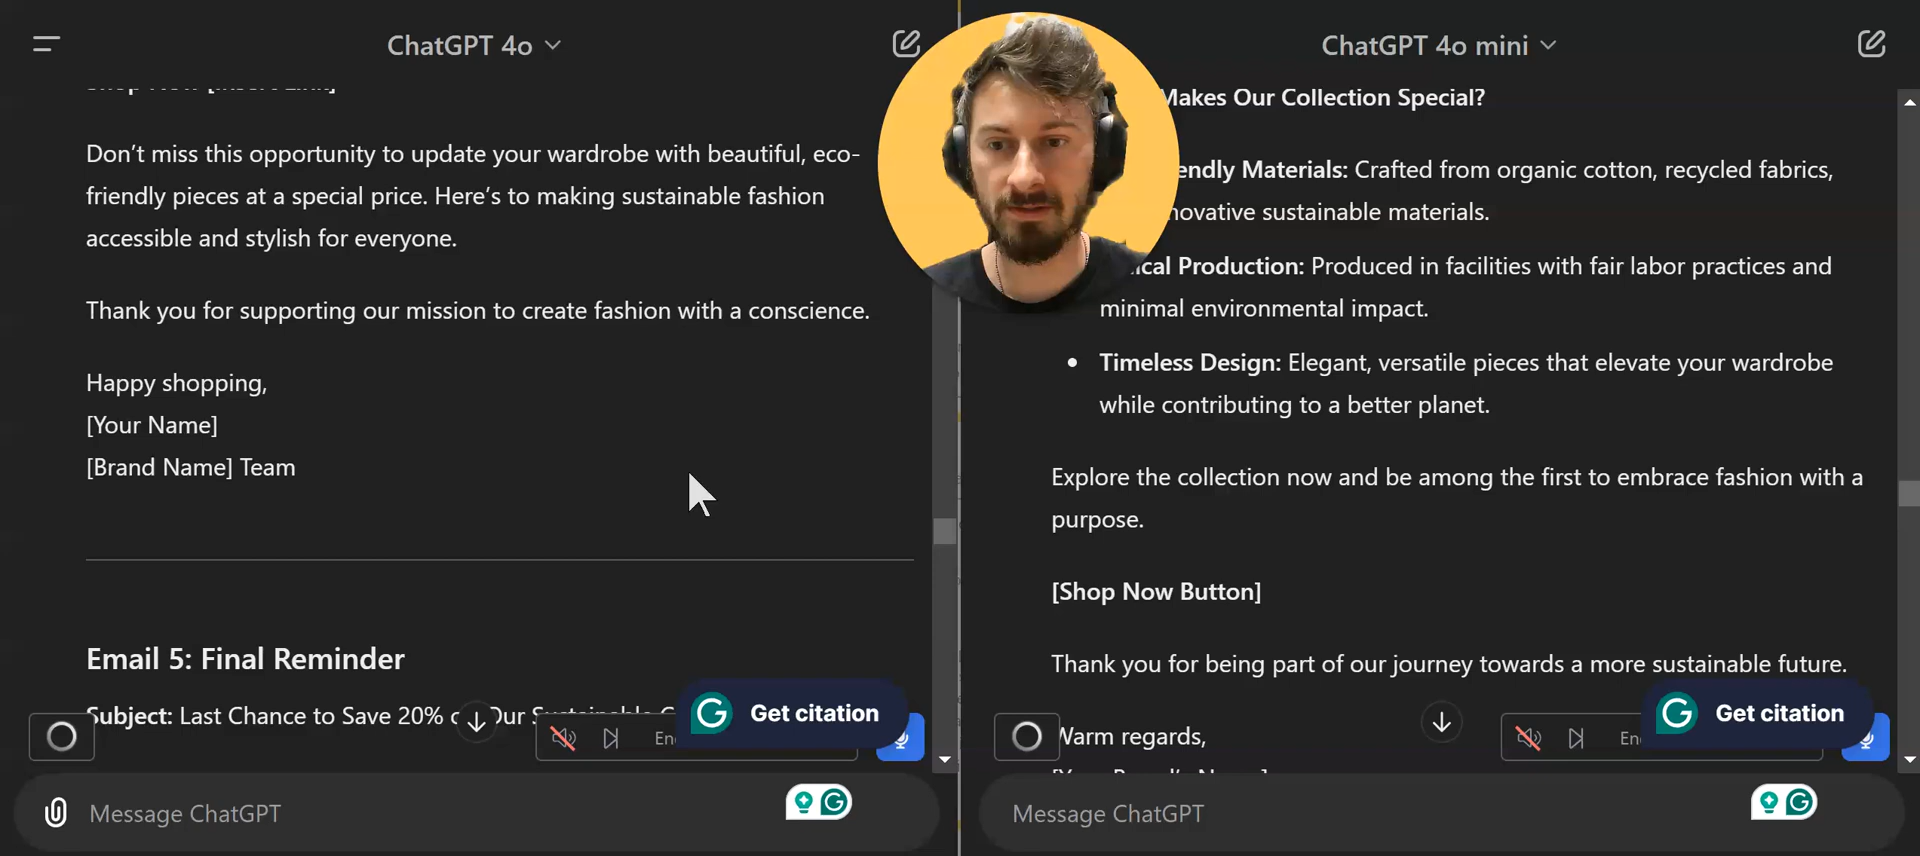 ChatGPT 4o
Don’t miss this opportunity to update your wardrobe with beautiful, eco-
friendly pieces at a special price. Here’s to making sustainable fashion
accessible and stylish for everyone.
Thank you for supporting our mission to create fashion with a conscience.
Happy shopping,
[Your Name]
[Brand Name] Team
Email 5: Final Reminder
Subject: Last Chance to Save 20%
Get citation
Message ChatGPT
ChatGPT 4o mini
Makes Our Collection Special?
Materials: Crafted from organic cotton, recycled fabrics,
sustainable materials.
Production: Produced in facilities with fair labor practices and
minimal environmental impact.
• Timeless Design: Elegant, versatile pieces that elevate your wardrobe
while contributing to a better planet.
Explore the collection now and be among the first to embrace fashion with a
purpose.
[Shop Now Button]
Thank you for being part of our journey towards a more sustainable future.
Warm regards,
Get citation
Message ChatGPT